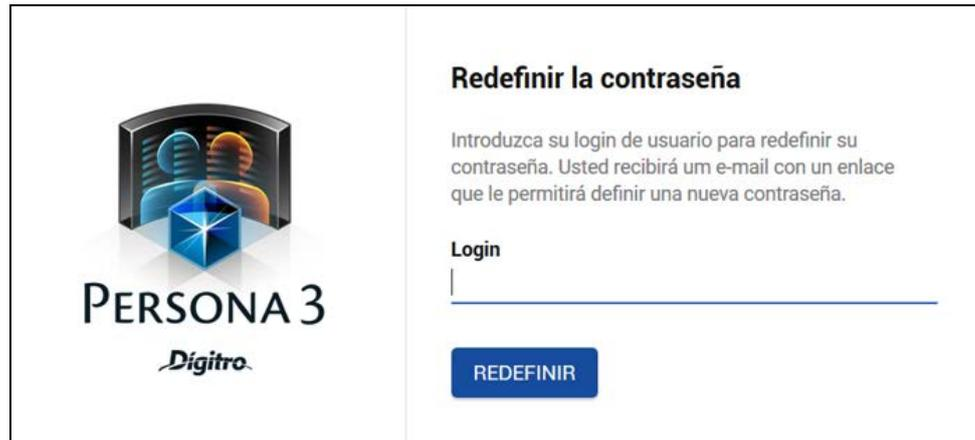 PERSONA 3
Dígitro
Redefinir la contraseña
Introduzca su login de usuario para redefinir su
contraseña. Usted recibirá um e-mail con un enlace
que le permitirá definir una nueva contraseña.
Login
REDEFINIR